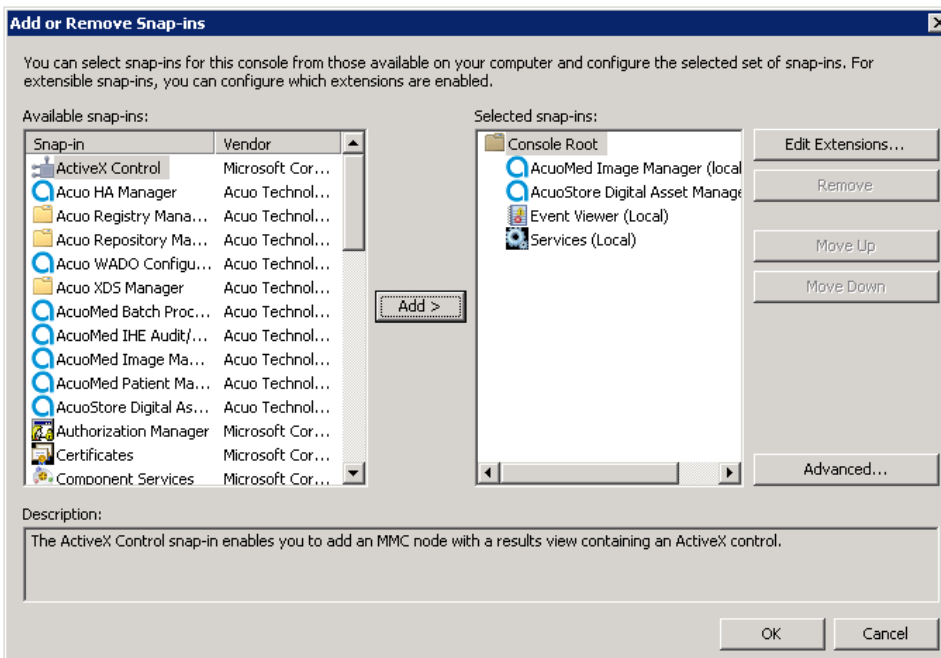 Add or Remove Snap-ins
You can select snap-ins for this console from those available on your computer and configure the selected set of snap-ins. For
extensible snap-ins, you can configure which extensions are enabled.
Available snap-ins:
Snap-in Vendor
ActiveX Control Microsoft Cor...
Acuo HA Manager Acuo Technol...
Acuo Registry Mana... Acuo Technol...
Acuo Repository Ma... Acuo Technol...
Acuo WADO Configu... Acuo Technol...
Acuo XDS Manager Acuo Technol...
AcuoMed Batch Proc... Acuo Technol...
AcuoMed IHE Audit/... Acuo Technol...
AcuoMed Image Ma... Acuo Technol...
AcuoMed Patient Ma... Acuo Technol...
AcuoStore Digital As... Acuo Technol...
Authorization Manager Microsoft Cor...
Certificates Microsoft Cor...
Component Services Microsoft Cor...
Add >
Selected snap-ins:
Console Root
AcuoMed Image Manager (local
AcuoStore Digital Asset Manage
Event Viewer (Local)
Services (Local)
Edit Extensions...
Remove
Move Up
Move Down
Advanced...
Description:
The ActiveX Control snap-in enables you to add an MMC node with a results view containing an ActiveX control.
OK
Cancel